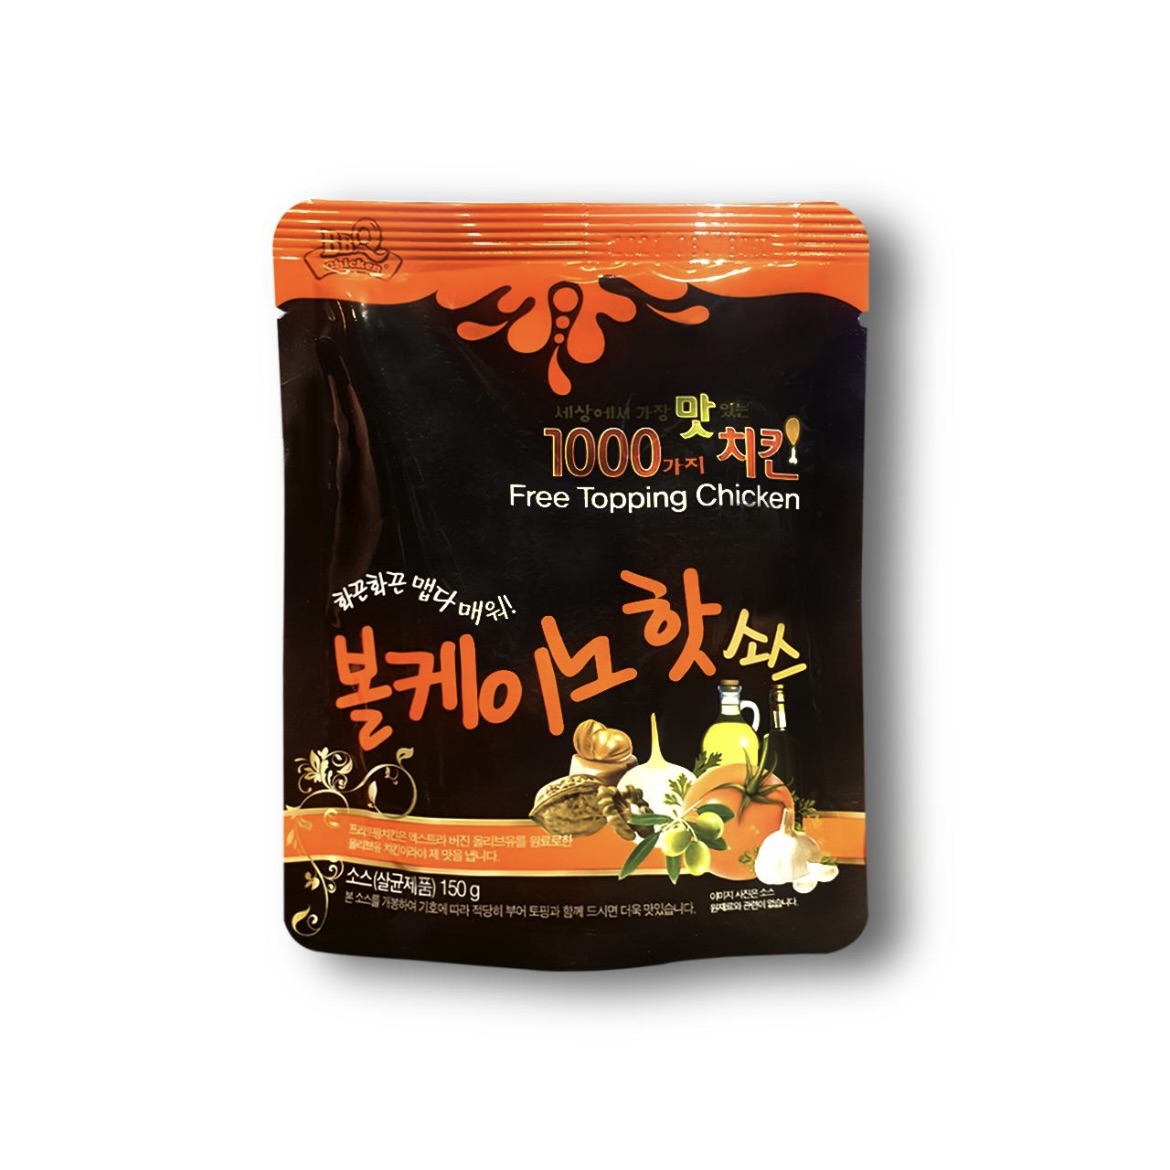 BBQ
Chicken
세상에서 가장 맛있는
1000가지 치킨!
Free Topping Chicken
화끈화끈 맵다 매워!
볼케이노 핫 쏘스
프리토핑치킨은 엑스트라 버진 올리브유를 원료로한
올리브유 치킨이라야 제 맛을 냅니다.
소스(살균제품) 150 g
본 소스를 개봉하여 기호에 따라 적당히 부어 토핑과 함께 드시면 더욱 맛있습니다.
이미지 사진은 소스
원재료와 관련이 없습니다.